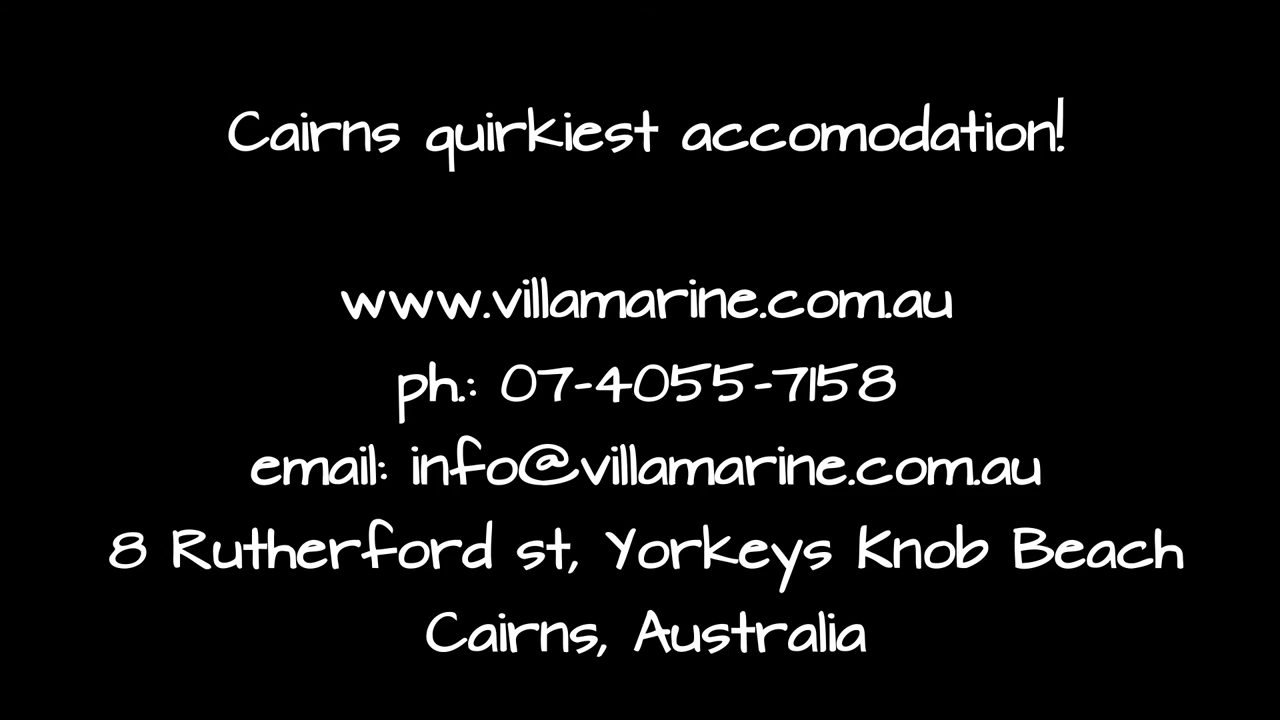 Cairns quirkiest accomodation!
www.villamarine.com.au
ph.: 07-4055-7158
email: info@villamarine.com.au
8 Rutherford st, Yorkeys Knob Beach
Cairns, Australia